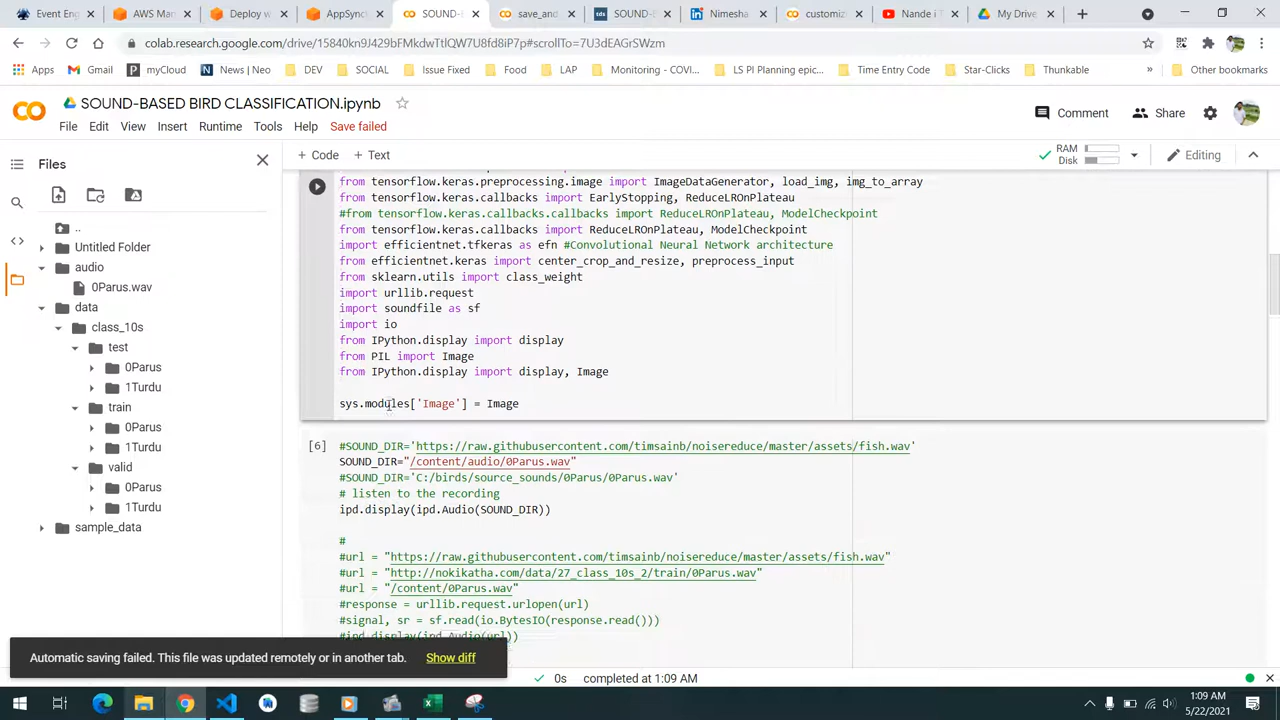 Event Eng
AWS Man
Deploy w
AppSync
SOUND-E
save_and
SOUND-E
Nimesha
customiz
Nande i T
My Drive
colab.research.google.com/drive/15840kn9J429bFMkdwTtlQW7U8fd8iP7p#scrollTo=7U3dEAGrSWzm
Apps
Gmail
myCloud
News | Neo
DEV
SOCIAL
Issue Fixed
Food
LAP
Monitoring - COVI...
LS PI Planning epic...
Time Entry Code
Star-Clicks
Thunkable
»
Other bookmarks
SOUND-BASED BIRD CLASSIFICATION.ipynb
Comment
Share
File Edit View Insert Runtime Tools Help Save failed
Files
+ Code + Text
RAM
Disk
Editing
..
Untitled Folder
audio
0Parus.wav
data
class_10s
test
0Parus
1Turdu
train
0Parus
1Turdu
valid
0Parus
1Turdu
sample_data
from tensorflow.keras.preprocessing.image import ImageDataGenerator, load_img, img_to_array
from tensorflow.keras.callbacks import EarlyStopping, ReduceLROnPlateau
#from tensorflow.keras.callbacks.callbacks import ReduceLROnPlateau, ModelCheckpoint
from tensorflow.keras.callbacks import ReduceLROnPlateau, ModelCheckpoint
import efficientnet.tfkeras as efn #Convolutional Neural Network architecture
from efficientnet.keras import center_crop_and_resize, preprocess_input
from sklearn.utils import class_weight
import urllib.request
import soundfile as sf
import io
from IPython.display import display
from PIL import Image
from IPython.display import display, Image
sys.modules['Image'] = Image
[6]
#SOUND_DIR='https://raw.githubusercontent.com/timsainb/noisereduce/master/assets/fish.wav'
SOUND_DIR="/content/audio/0Parus.wav"
#SOUND_DIR='C:/birds/source_sounds/0Parus/0Parus.wav'
# listen to the recording
ipd.display(ipd.Audio(SOUND_DIR))
#
#url = "https://raw.githubusercontent.com/timsainb/noisereduce/master/assets/fish.wav"
#url = "http://nokikatha.com/data/27_class_10s_2/train/0Parus.wav"
#url = "/content/0Parus.wav"
#response = urllib.request.urlopen(url)
#signal, sr = sf.read(io.BytesIO(response.read()))
#ipd.display(ipd.Audio(url))
Automatic saving failed. This file was updated remotely or in another tab. Show diff
0s completed at 1:09 AM
1:09 AM
5/22/2021